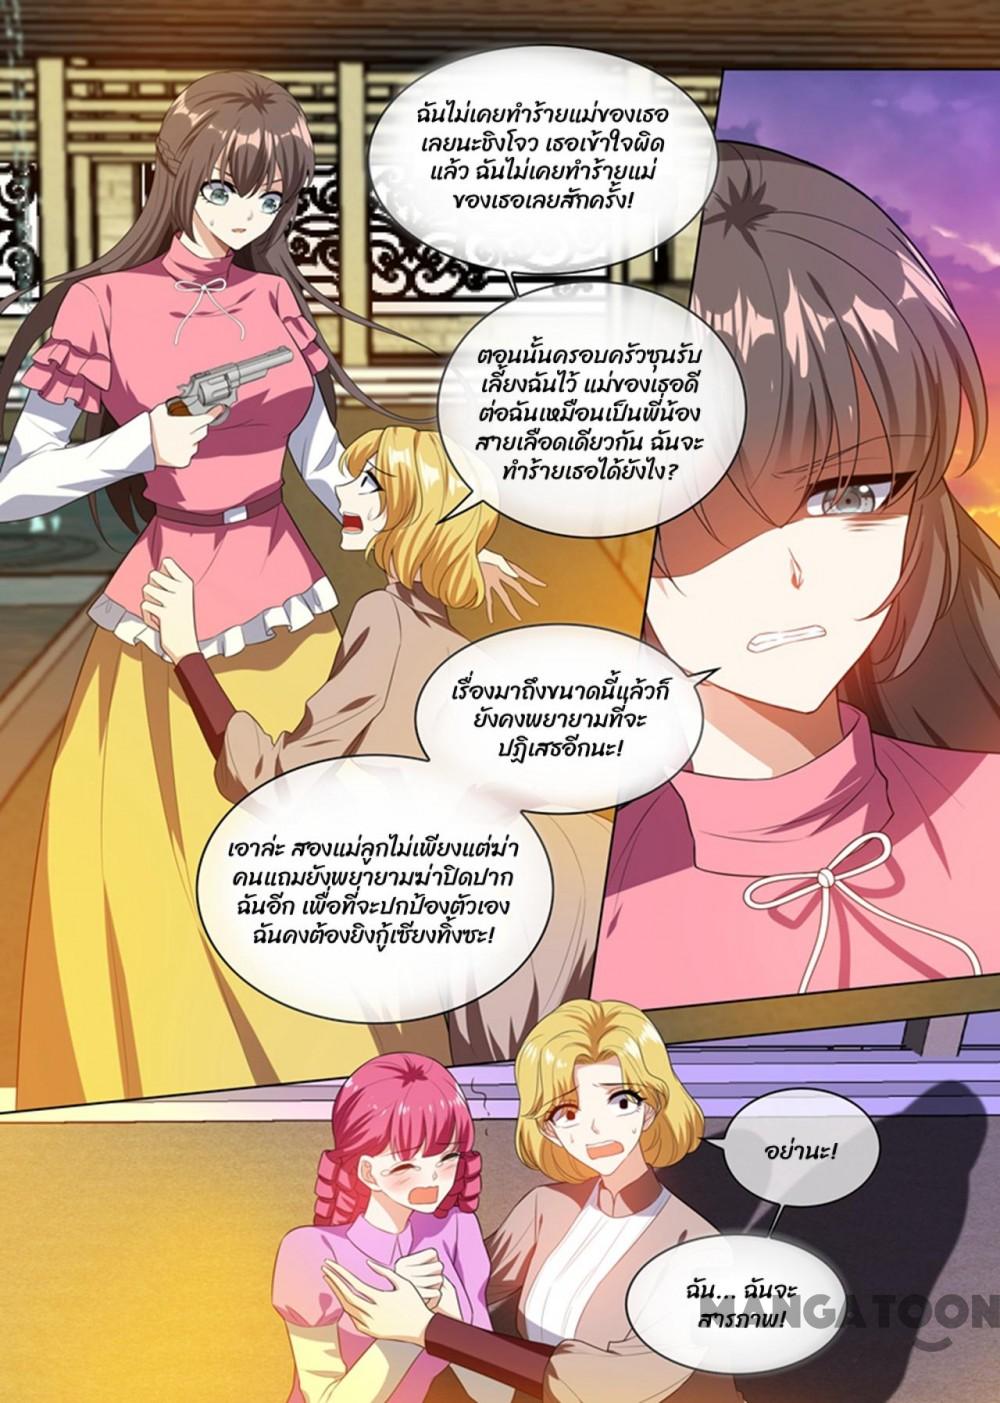 ฉันไม่เคยทำร้ายแม่ของเธอ
เลยนะชิงโจว เธอเข้าใจผิด
แล้ว ฉันไม่เคยทำร้ายแม่
ของเธอเลยสักครั้ง!
ตอนนั้นครอบครัวซุนรับ
เลี้ยงฉันไว้ แม่ของเธอดี
ต่อฉันเหมือนเป็นพี่น้อง
สายเลือดเดียวกัน ฉันจะ
ทำร้ายเธอได้ยังไง?
เรื่องมาถึงขนาดนี้แล้วก็
ยังคงพยายามที่จะ
ปฏิเสธอีกนะ!
เอาล่ะ สองแม่ลูกไม่เพียงแต่ฆ่า
คนแถมยังพยายามฆ่าปิดปาก
ฉันอีก เพื่อที่จะปกป้องตัวเอง
ฉันคงต้องยิงกู้เซียงทิ้งซะ!
อย่านะ!
ฉัน... ฉันจะ
สารภาพ!
MANGATOON